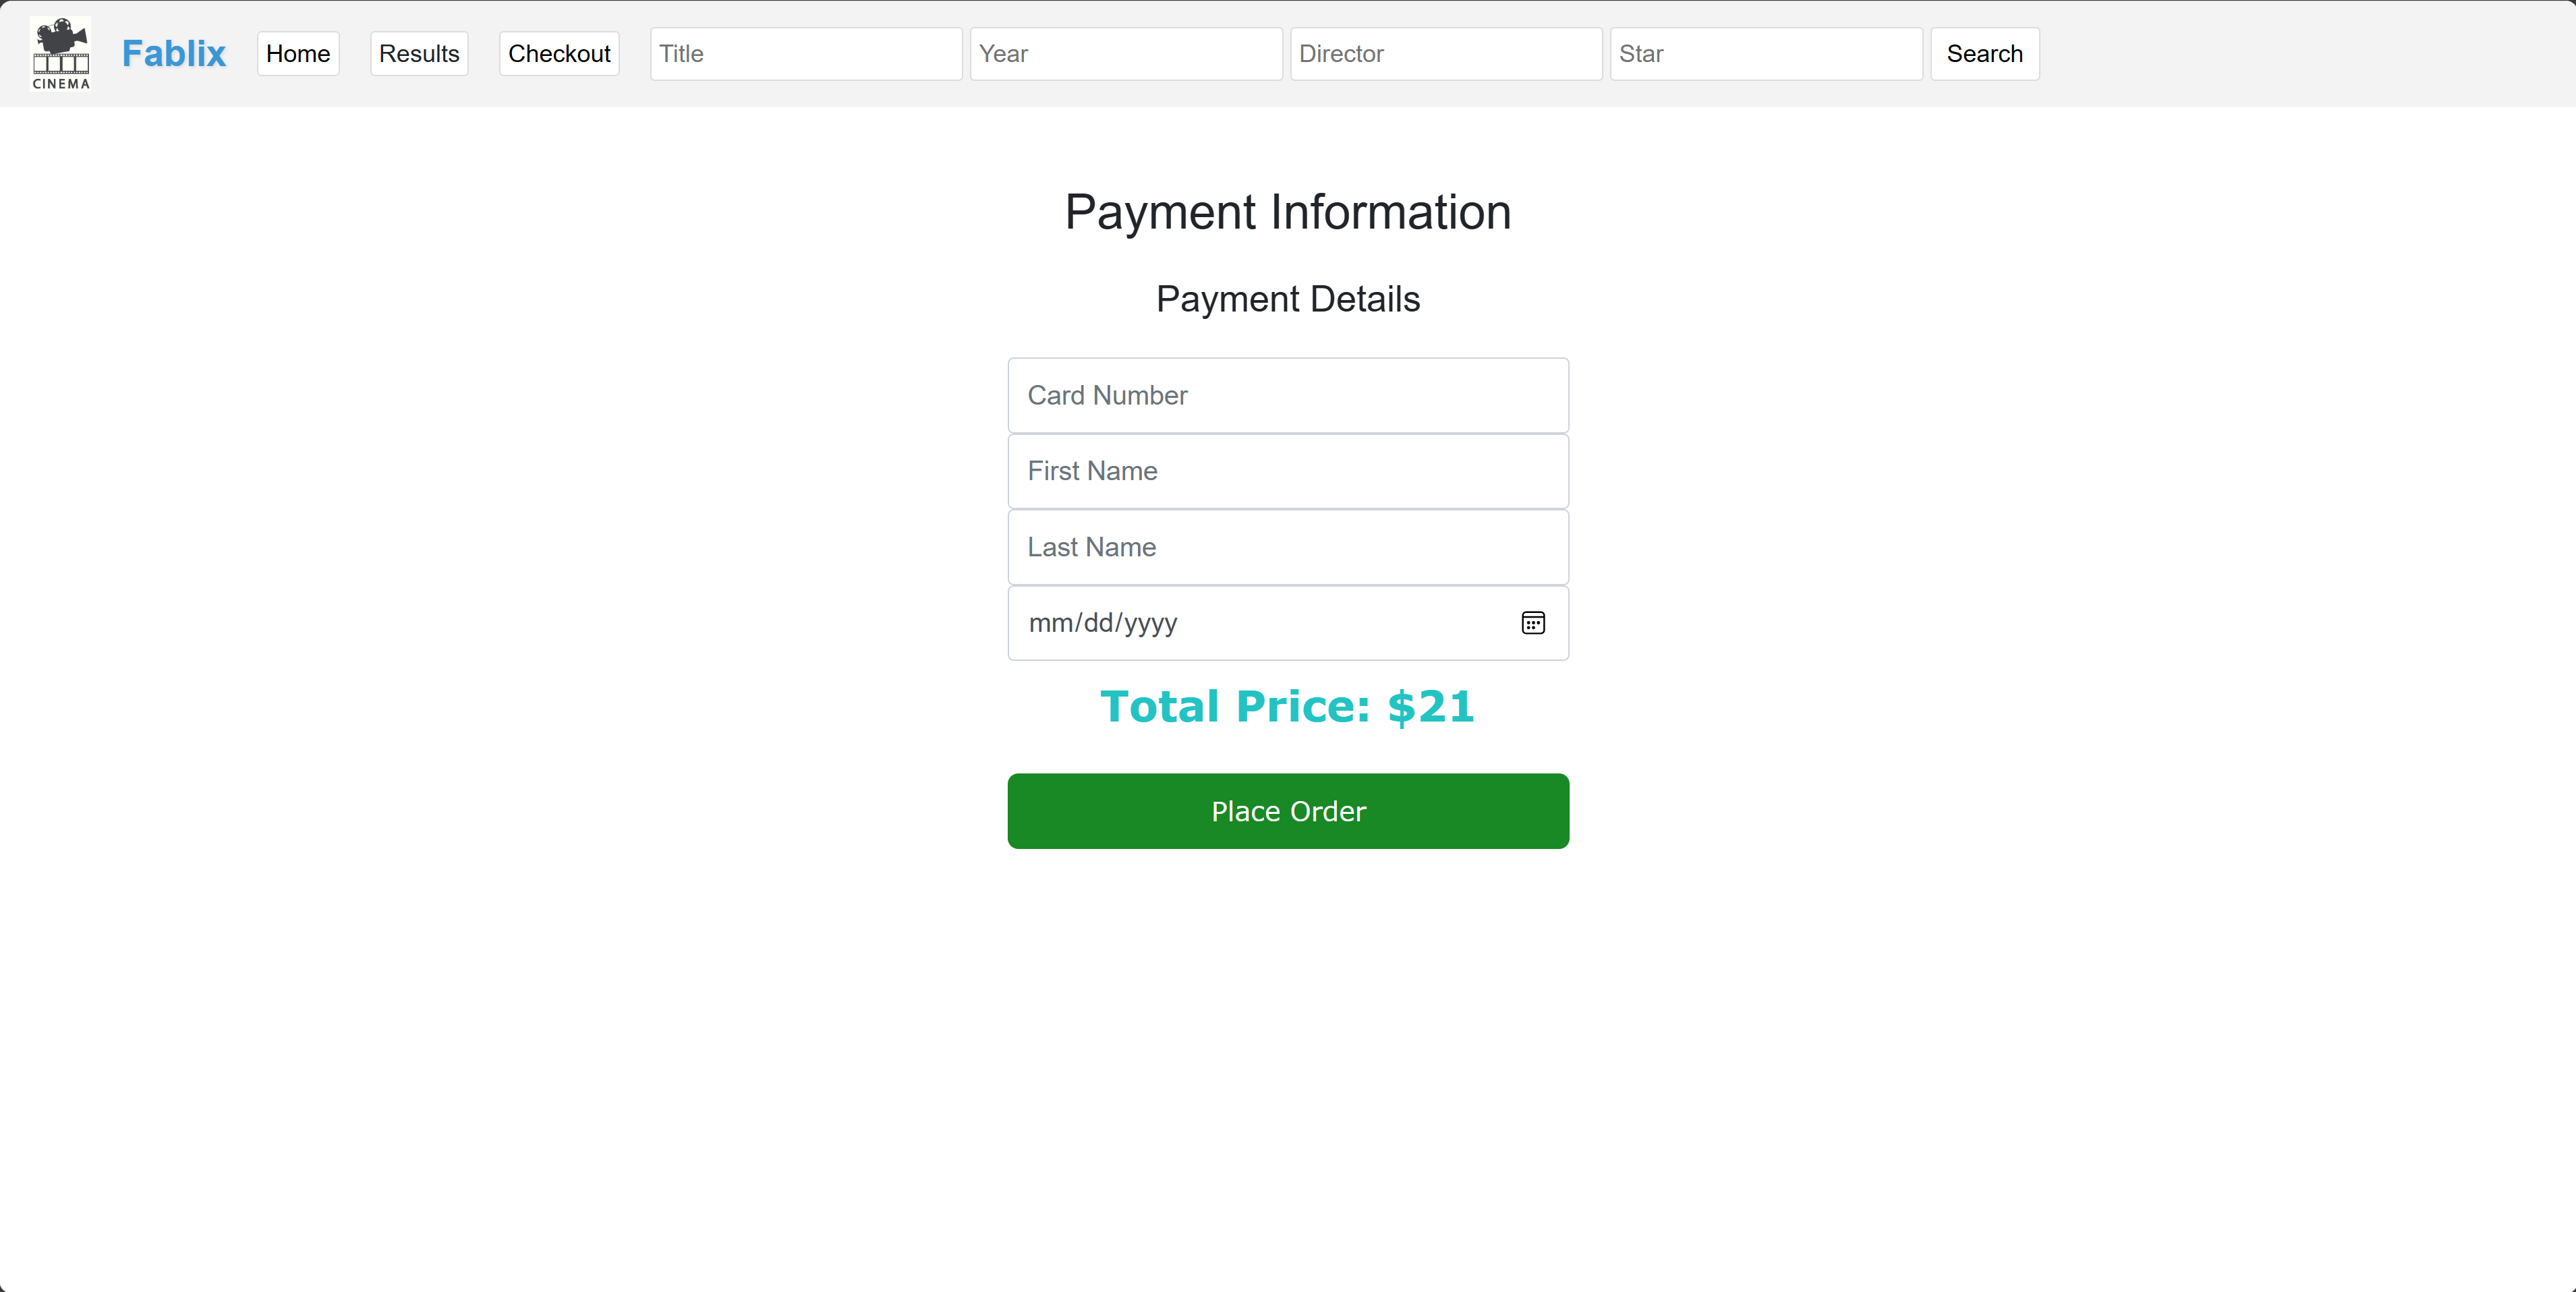 CINEMA
Fablix Home Results Checkout Title Year Director Star Search
Payment Information
Payment Details
Card Number
First Name
Last Name
mm/dd/yyyy
Total Price: $21
Place Order